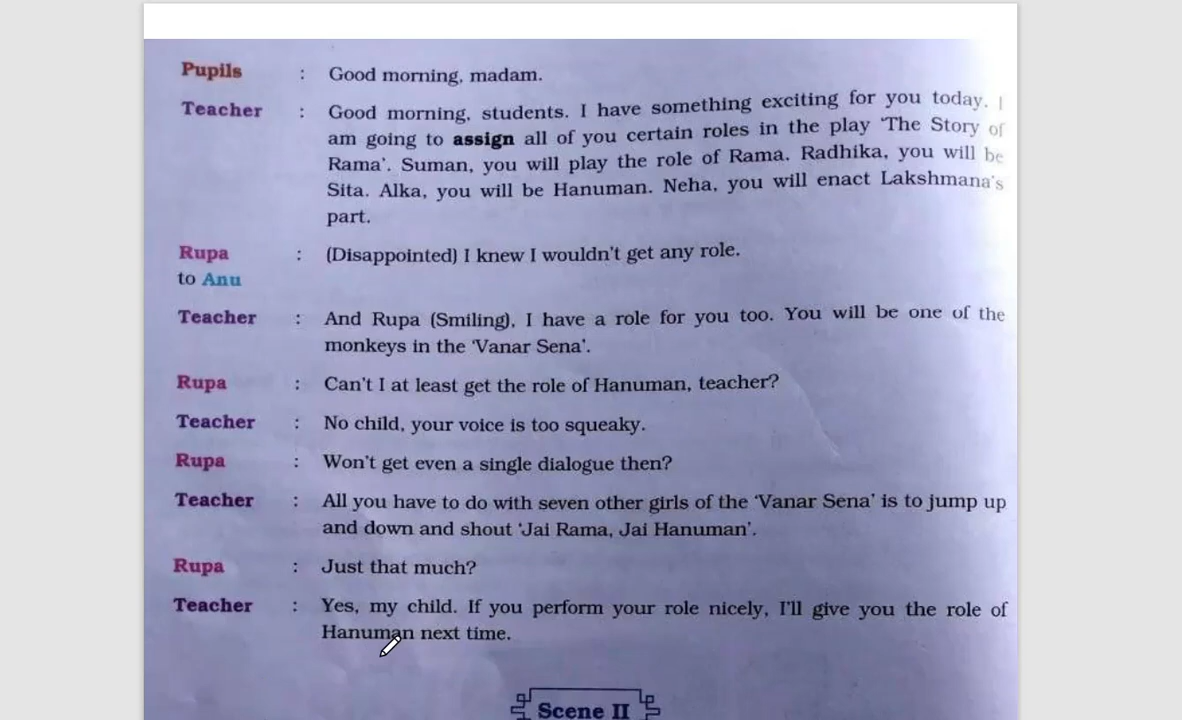 Pupils : Good morning, madam.
Teacher : Good morning, students. I have something exciting for you today. I
am going to assign all of you certain roles in the play 'The Story of
Rama'. Suman, you will play the role of Rama. Radhika, you will be
Sita. Alka, you will be Hanuman. Neha, you will enact Lakshmana's
part.
Rupa : (Disappointed) I knew I wouldn't get any role.
to Anu
Teacher : And Rupa (Smiling), I have a role for you too. You will be one of the
monkeys in the 'Vanar Sena'.
Rupa : Can't I at least get the role of Hanuman, teacher?
Teacher : No child, your voice is too squeaky.
Rupa : Won't get even a single dialogue then?
Teacher : All you have to do with seven other girls of the 'Vanar Sena' is to jump up
and down and shout 'Jai Rama, Jai Hanuman'.
Rupa : Just that much?
Teacher : Yes, my child. If you perform your role nicely, I'll give you the role of
Hanuman next time.
Scene II